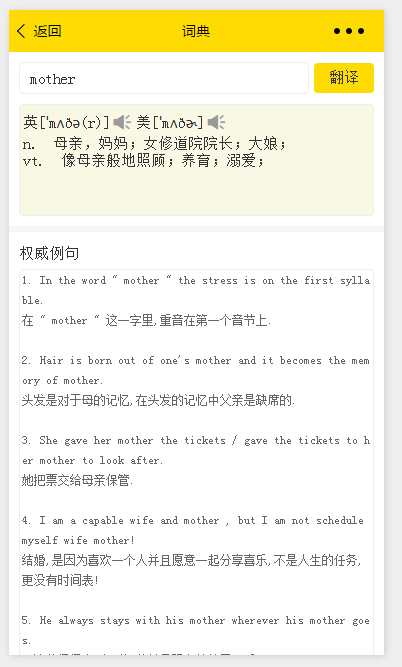 返回 词典
mother 翻译
英['mʌðə(r)] 美['mʌðɚ]
n. 母亲，妈妈；女修道院院长；大娘；
vt. 像母亲般地照顾；养育；溺爱；
权威例句
1. In the word " mother " the stress is on the first sylla
ble.
在 " mother " 这一字里,重音在第一个音节上.
2. Hair is born out of one's mother and it becomes the mem
ory of mother.
头发是对于母的记忆,在头发的记忆中父亲是缺席的.
3. She gave her mother the tickets / gave the tickets to h
er mother to look after.
她把票交给母亲保管.
4. I am a capable wife and mother , but I am not schedule
myself wife mother!
结婚,是因为喜欢一个人并且愿意一起分享喜乐,不是人生的任务,
更没有时间表!
5. He always stays with his mother wherever his mother goe
s.